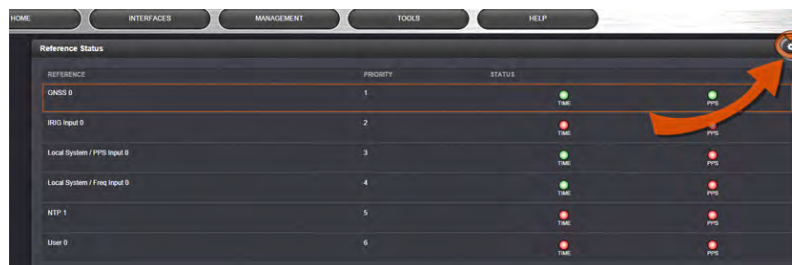 HOME INTERFACES MANAGEMENT TOOLS HELP
Reference Status
REFERENCE PRIORITY STATUS
GNSS 0 1 TIME PPS
IRIG Input 0 2 TIME PPS
Local System / PPS Input 0 3 TIME PPS
Local System / Freq Input 0 4 TIME PPS
NTP 1 5 TIME PPS
User 0 6 TIME PPS